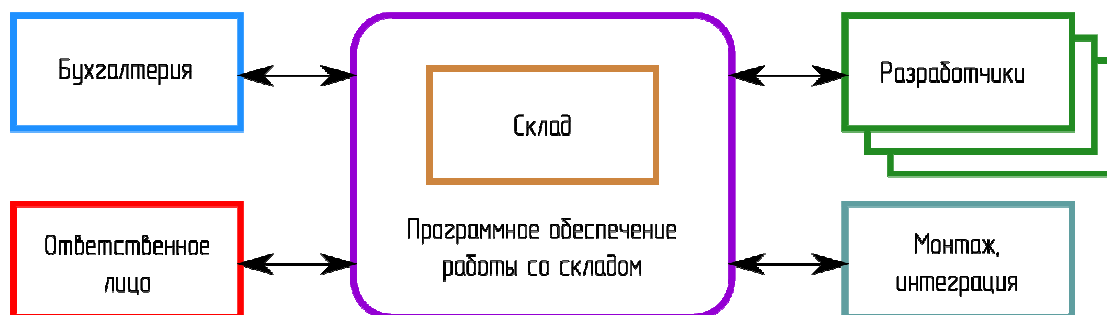 Бухгалтерия
Склад
Разработчики
Программное обеспечение
работы со складом
Ответственное
лицо
Монтаж,
интеграция